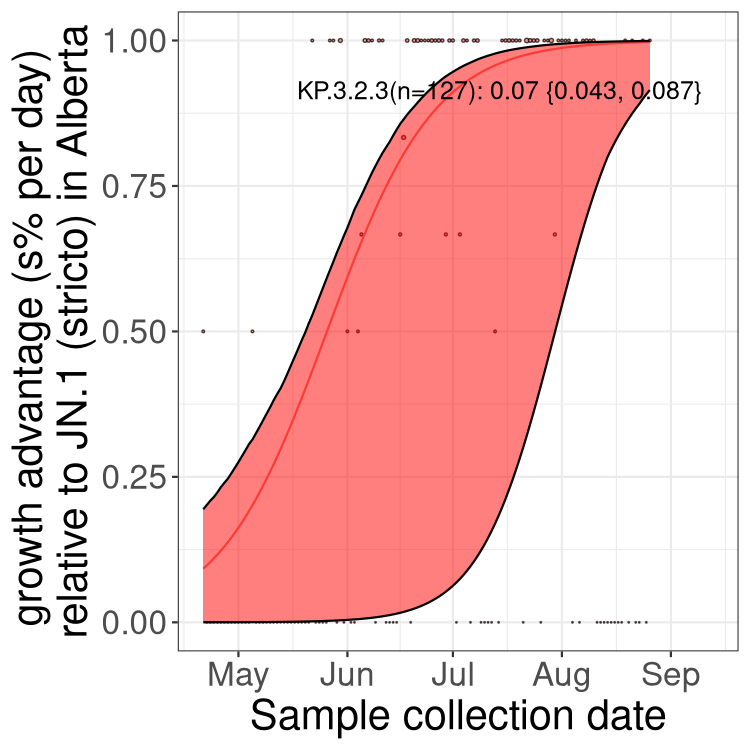 growth advantage (s% per day)
relative to JN.1 (stricto) in Alberta
1.00
0.75
0.50
0.25
0.00
KP.3.2.3(n=127): 0.07 {0.043, 0.087}
May Jun Jul Aug Sep
Sample collection date